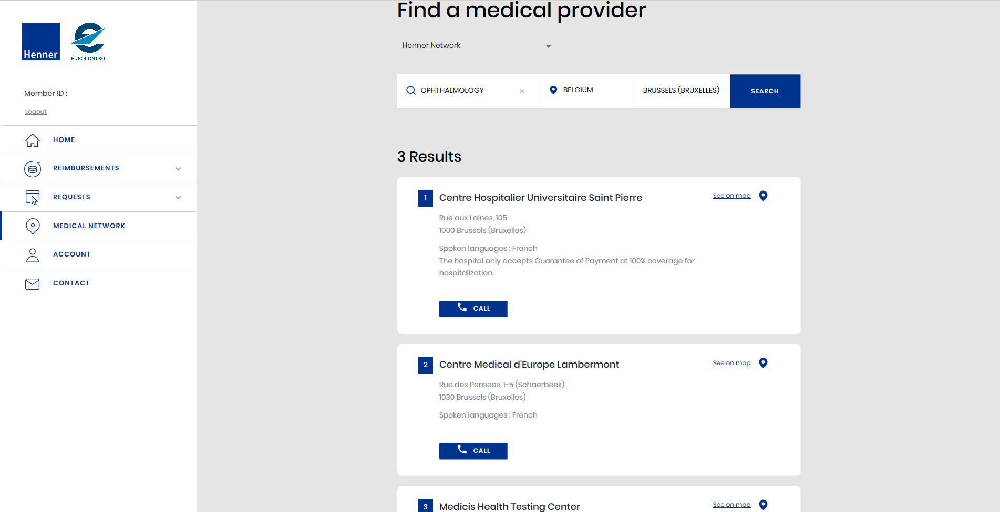 Henner
EUROCONTROL
Member ID :
Logout
HOME
REIMBURSEMENTS
REQUESTS
MEDICAL NETWORK
ACCOUNT
CONTACT
Find a medical provider
Henner Network
OPHTHALMOLOGY
BELGIUM
BRUSSELS (BRUXELLES)
SEARCH
3 Results
1 Centre Hospitalier Universitaire Saint Pierre
See on map
Rue aux Laines, 105
1000 Brussels (Bruxelles)
Spoken languages : French
The hospital only accepts Guarantee of Payment at 100% coverage for
hospitalization.
CALL
2 Centre Medical d'Europe Lambermont
See on map
Rue des Pensees, 1-5 (Schaerbeek)
1030 Brussels (Bruxelles)
Spoken languages : French
CALL
3 Medicis Health Testing Center
See on map